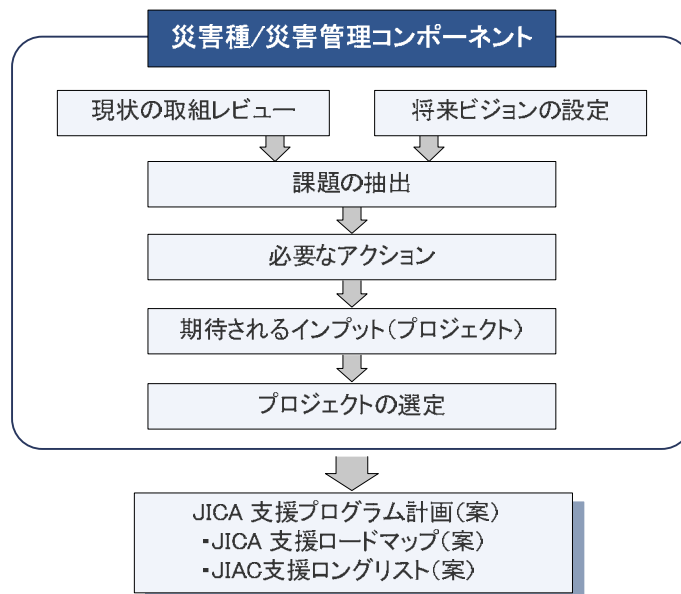 災害種/災害管理コンポーネント
現状の取組レビュー
将来ビジョンの設定
課題の抽出
必要なアクション
期待されるインプット(プロジェクト)
プロジェクトの選定
JICA 支援プログラム計画(案)
・JICA 支援ロードマップ(案)
・JIAC支援ロングリスト(案)